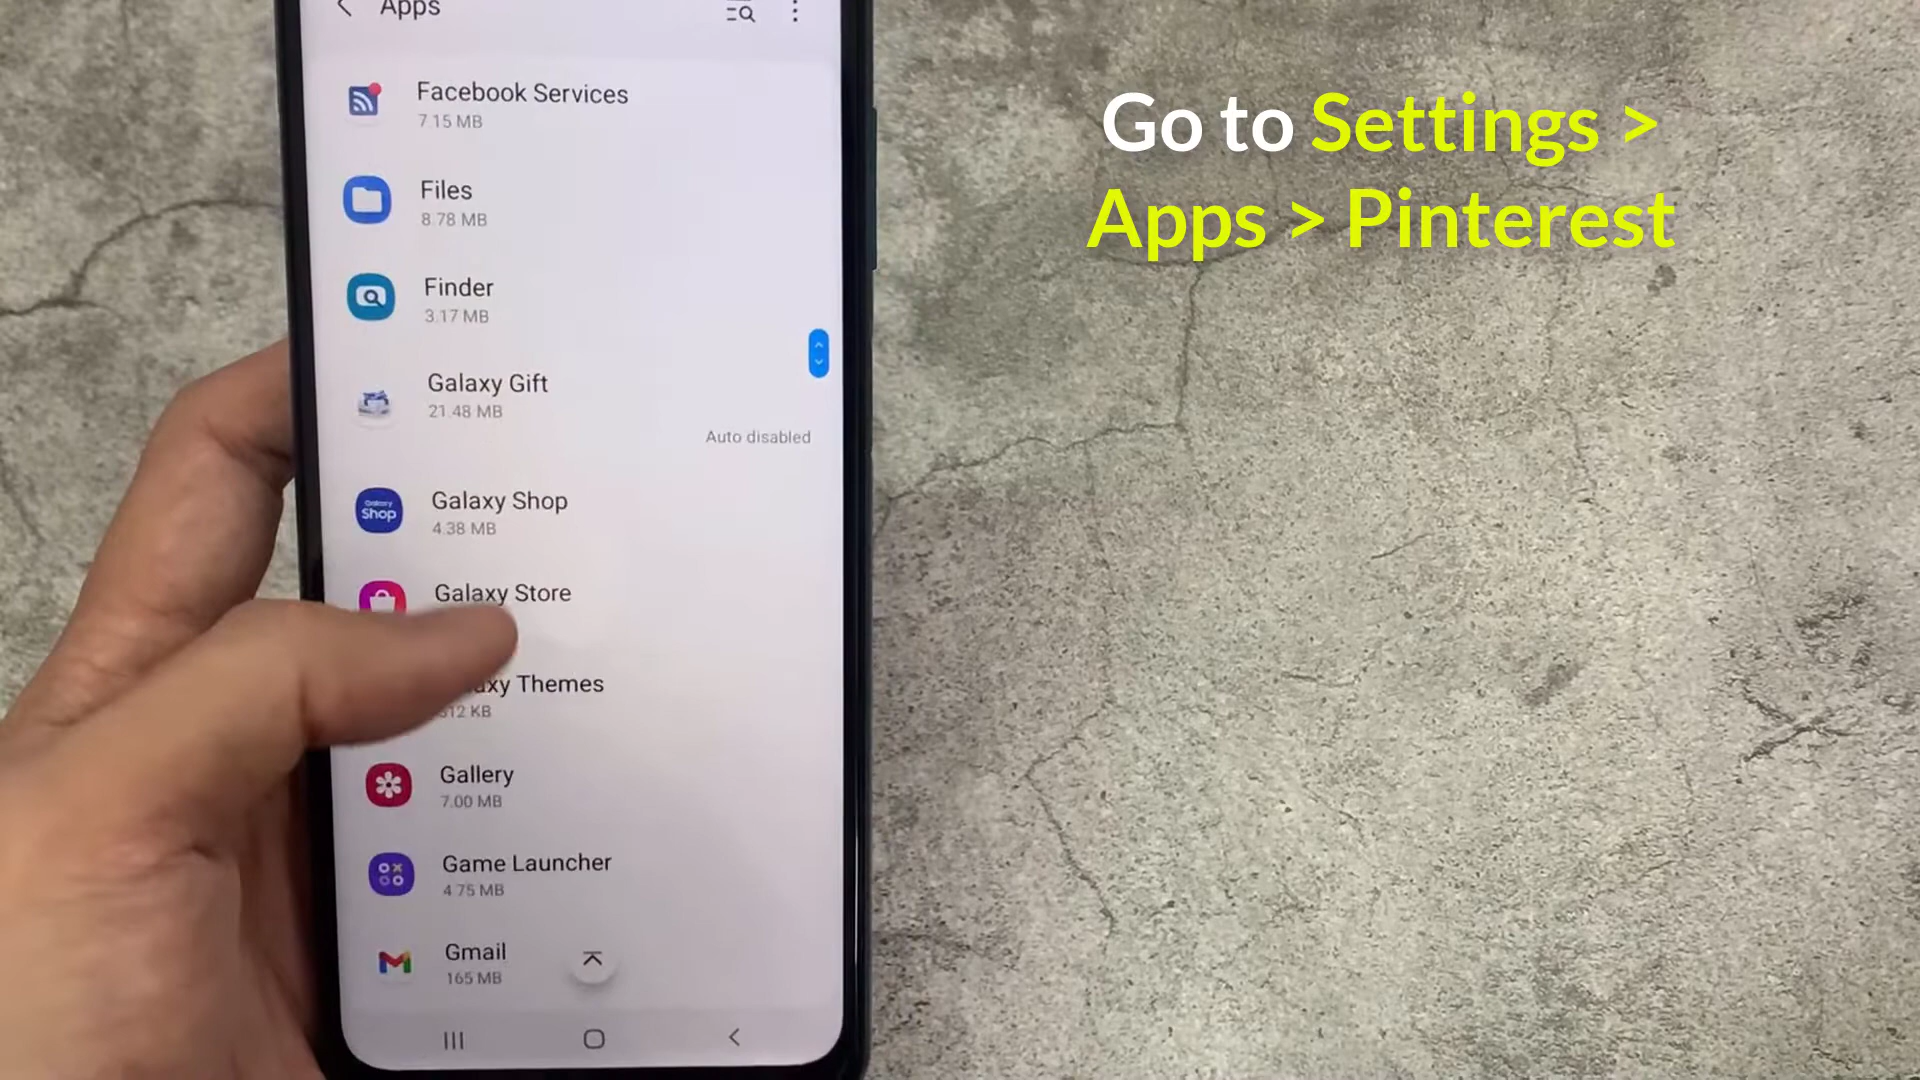 Apps
Facebook Services
7.15 MB
Files
8.78 MB
Finder
3.17 MB
Galaxy Gift
21.48 MB
Auto disabled
Galaxy
Shop
Galaxy Shop
4.38 MB
Galaxy Store
axy Themes
312 KB
Gallery
7.00 MB
Game Launcher
4.75 MB
Gmail
165 MB
Go to Settings >
Apps > Pinterest